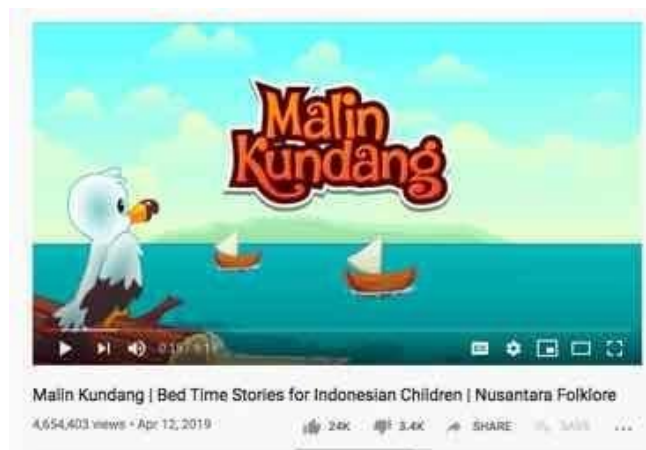 Malin
Kundang
Malin Kundang | Bed Time Stories for Indonesian Children | Nusantara Folklore
4,654,403 views • Apr 12, 2019
24K
3.4K
SHARE
SAVE